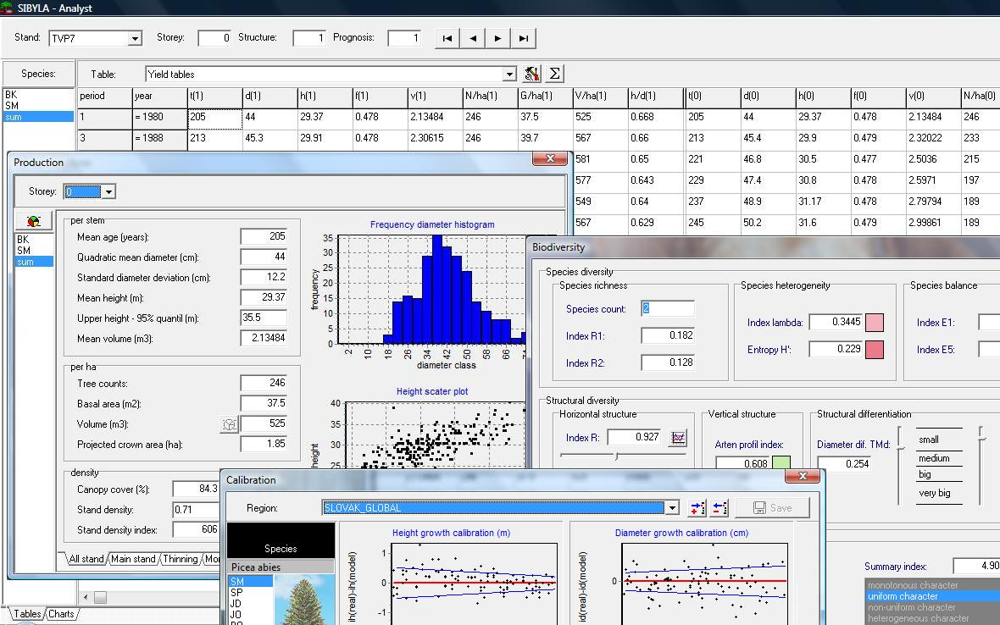 SIBYLA - Analyst
Stand: TVP7 Storey: 0 Structure: 1 Prognosis: 1
Species: Table: Yield tables
BK
SM
sum
period year t(1) d(1) h(1) f(1) v(1) N/ha(1) G/ha(1) V/ha(1) h/d(1) t(0) d(0) h(0) f(0) v(0) N/ha(0)
1 = 1980 205 44 29.37 0.478 2.13484 246 37.5 525 0.668 205 44 29.37 0.478 2.13484 246
3 = 1988 213 45.3 29.91 0.478 2.30615 246 39.7 567 0.66 213 45.4 29.9 0.479 2.32022 233
581 0.65 221 46.8 30.5 0.477 2.5036 215
577 0.643 229 47.4 30.8 0.478 2.5971 197
549 0.64 237 48.9 31.17 0.478 2.79794 189
567 0.629 245 50.2 31.6 0.479 2.99861 189
Production
Storey: 0
BK
SM
sum
per stem
Mean age (years): 205
Quadratic mean diameter (cm): 44
Standard diameter deviation (cm): 12.2
Mean height (m): 29.37
Upper height - 95% quantil (m): 35.5
Mean volume (m3): 2.13484
per ha
Tree counts: 246
Basal area (m2): 37.5
Volume (m3): 525
Projected crown area (ha): 1.85
density
Canopy cover (%): 84.3
Stand density: 0.71
Stand density index: 606
All stand Main stand Thinning Mor
Frequency diameter histogram
frequency
35
30
25
20
15
10
5
0
2 10 18 26 34 42 50 58 66 74
diameter class
Height scater plot
height
40
35
30
25
Biodiversity
Species diversity
Species richness
Species count: 2
Index R1: 0.182
Index R2: 0.128
Species heterogeneity
Index lambda: 0.3445
Entropy H': 0.229
Species balance
Index E1:
Index E5:
Structural diversity
Horizontal structure
Index R: 0.927
Vertical structure
Arten profil index:
0.608
Structural differentiation
Diameter dif. TMd:
0.254
small
medium
big
very big
Summary index: 4.90
monotonous character
uniform character
non-uniform character
heterogeneous character
Calibration
Region: SLOVAK_GLOBAL Save
Species
Picea abies
SM
SP
JD
JO
Height growth calibration (m)
ih(real)-ih(model)
1
0
-1
Diameter growth calibration (cm)
id(real)-id(model)
0
Tables Charts